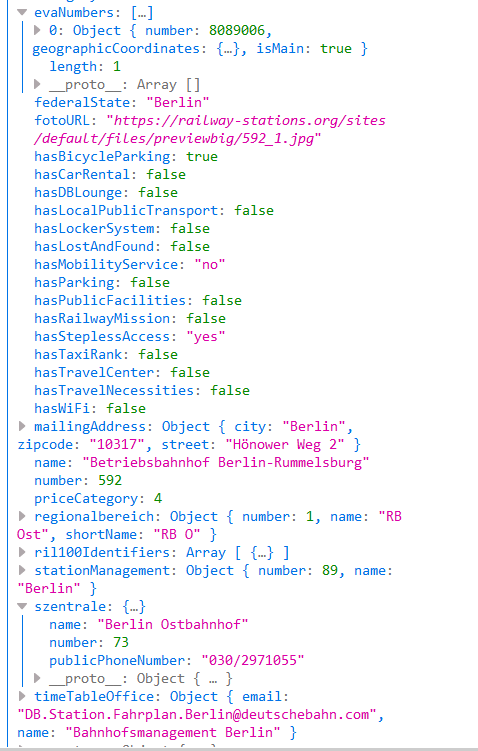 evaNumbers: […]
0: Object { number: 8089006,
geographicCoordinates: {…}, isMain: true }
length: 1
__proto__: Array []
federalState: "Berlin"
fotoURL: "https://railway-stations.org/sites
/default/files/previewbig/592_1.jpg"
hasBicycleParking: true
hasCarRental: false
hasDBLounge: false
hasLocalPublicTransport: false
hasLockerSystem: false
hasLostAndFound: false
hasMobilityService: "no"
hasParking: false
hasPublicFacilities: false
hasRailwayMission: false
hasSteplessAccess: "yes"
hasTaxiRank: false
hasTravelCenter: false
hasTravelNecessities: false
hasWiFi: false
mailingAddress: Object { city: "Berlin",
zipcode: "10317", street: "Hönower Weg 2" }
name: "Betriebsbahnhof Berlin-Rummelsburg"
number: 592
priceCategory: 4
regionalbereich: Object { number: 1, name: "RB
Ost", shortName: "RB O" }
ril100Identifiers: Array [ {…} ]
stationManagement: Object { number: 89, name:
"Berlin" }
szentrale: {…}
name: "Berlin Ostbahnhof"
number: 73
publicPhoneNumber: "030/2971055"
__proto__: Object { … }
timeTableOffice: Object { email:
"DB.Station.Fahrplan.Berlin@deutschebahn.com",
name: "Bahnhofsmanagement Berlin" }